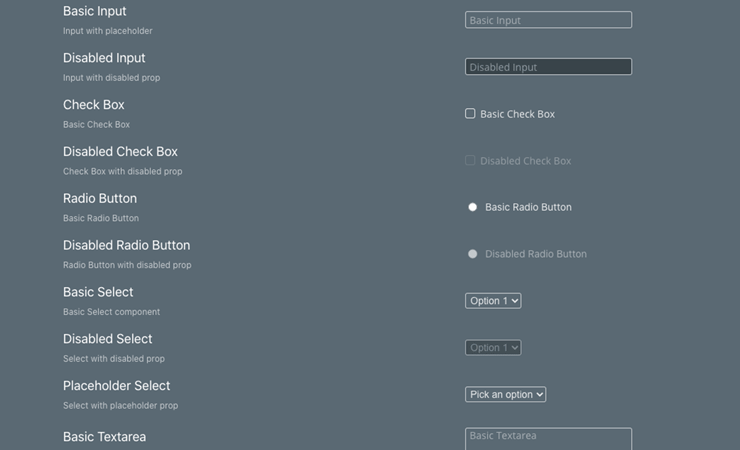 Basic Input
Input with placeholder
Basic Input
Disabled Input
Input with disabled prop
Disabled Input
Check Box
Basic Check Box
Basic Check Box
Disabled Check Box
Check Box with disabled prop
Disabled Check Box
Radio Button
Basic Radio Button
Basic Radio Button
Disabled Radio Button
Radio Button with disabled prop
Disabled Radio Button
Basic Select
Basic Select component
Option 1
Disabled Select
Select with disabled prop
Option 1
Placeholder Select
Select with placeholder prop
Pick an option
Basic Textarea
Basic Textarea